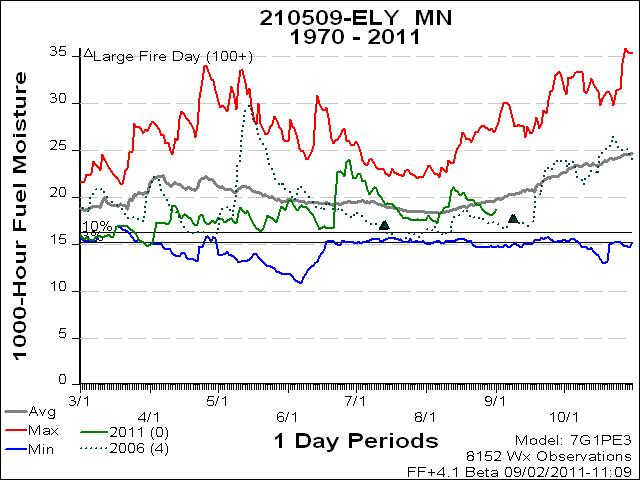 210509-ELY MN
1970 - 2011
1000-Hour Fuel Moisture
Large Fire Day (100+)
35
30
25
20
15
10
5
0
10%
3/1
4/1
5/1
6/1
7/1
8/1
9/1
10/1
1 Day Periods
Avg
Max
Min
2011 (0)
2006 (4)
Model: 7G1PE3
8152 Wx Observations
FF+4.1 Beta 09/02/2011-11:09